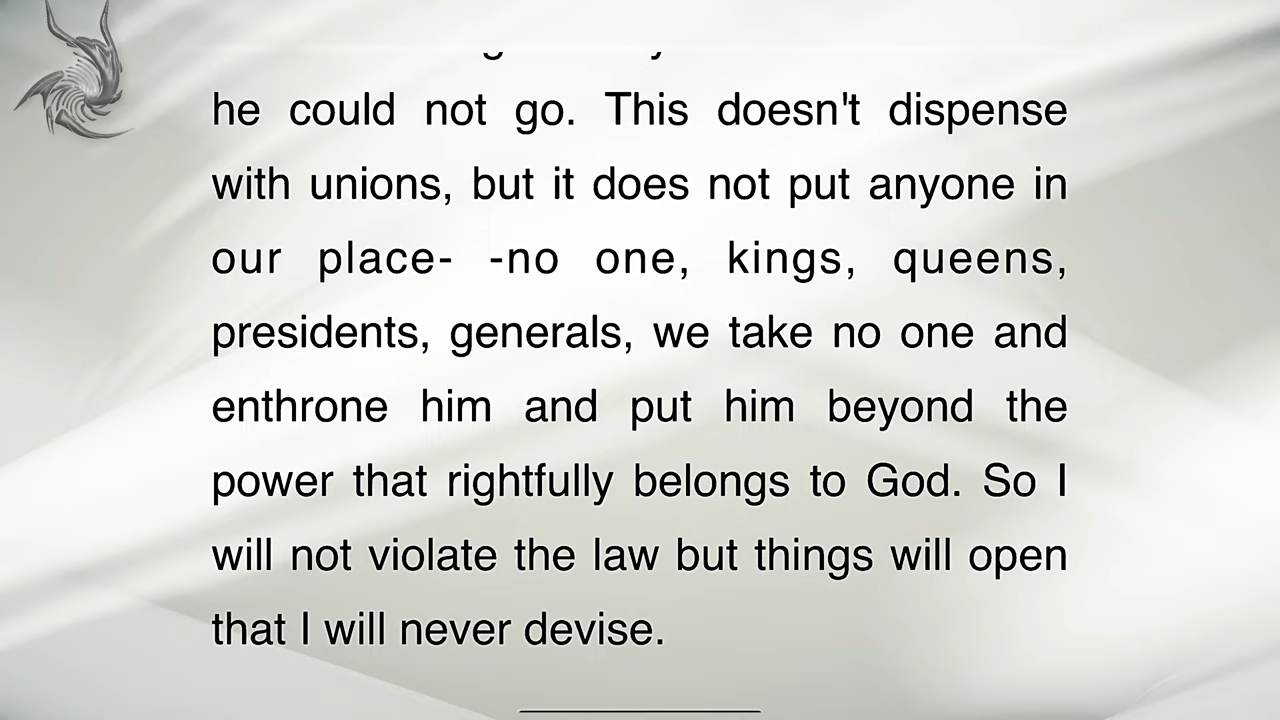 he could not go. This doesn't dispense
with unions, but it does not put anyone in
our place- -no one, kings, queens,
presidents, generals, we take no one and
enthrone him and put him beyond the
power that rightfully belongs to God. So I
will not violate the law but things will open
that I will never devise.